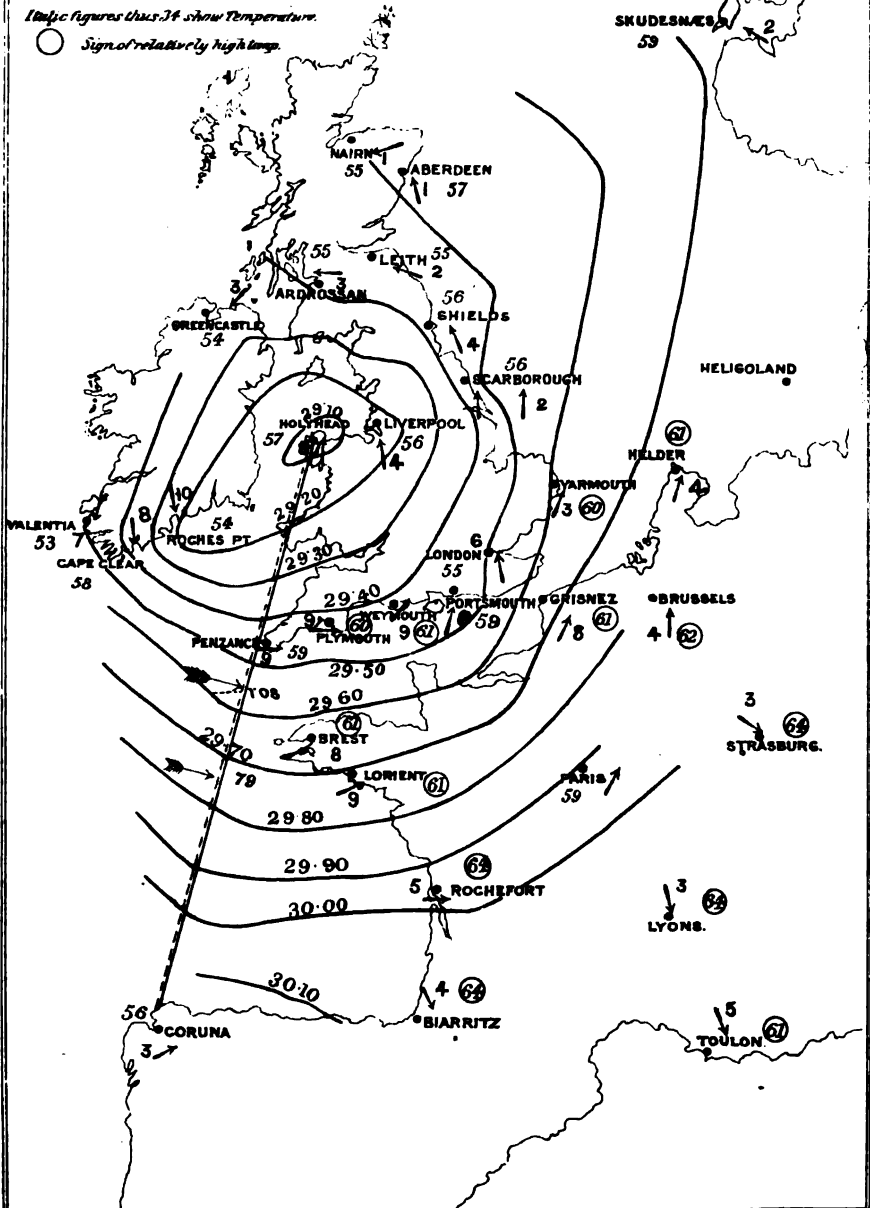 Italic figures thus 54 show Temperature.
Sign of relatively high temp.
SKUDESNÆS
2
59
NAIRN
1
55
ABERDEEN
1
57
55
LEITH
55
2
3
3
ARDROSSAN
56
SHIELDS
GREENCASTLE
54
4
56
SCARBOROUGH
2
HELIGOLAND
29.10
HOLYHEAD
57
LIVERPOOL
56
4
61
HELDER
4
10
8
29.20
YARMOUTH
3
60
VALENTIA
53
54
ROCHES PT.
CAPE CLEAR
58
29.30
6
LONDON
55
29.40
PORTSMOUTH
59
GRISNEZ
61
8
BRUSSELS
4
62
9
60
WEYMOUTH
PLYMOUTH
9
61
PENZANCE
9
59
29.50
108
29.60
3
64
STRASBURG.
61
BREST
8
29.70
79
LORIENT
61
9
PARIS
59
29.80
29.90
64
5
ROCHEFORT
30.00
3
64
LYONS.
30.10
4
64
BIARRITZ
56
CORUNA
3
5
TOULON.
61